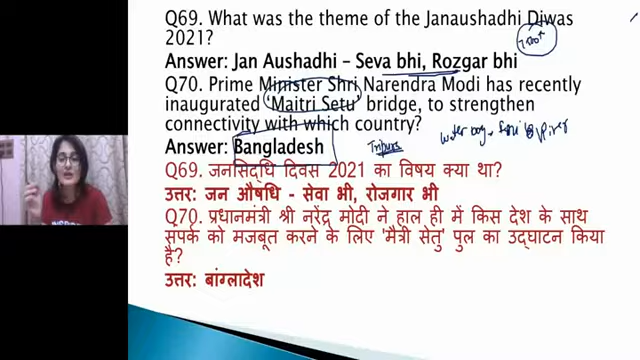 Q69. What was the theme of the Janaushadhi Diwas
2021?
Answer: Jan Aushadhi – Seva bhi, Rozgar bhi
Q70. Prime Minister Shri Narendra Modi has recently
inaugurated 'Maitri Setu' bridge, to strengthen
connectivity with which country?
Answer: Bangladesh
Tripura
Q69. जनसिद्धि दिवस 2021 का विषय क्या था?
उत्तर: जन औषधि - सेवा भी, रोजगार भी
Q70. प्रधानमंत्री श्री नरेंद्र मोदी ने हाल ही में किस देश के साथ
संपर्क को मजबूत करने के लिए 'मैत्री सेतु' पुल का उद्घाटन किया
है?
उत्तर: बांग्लादेश